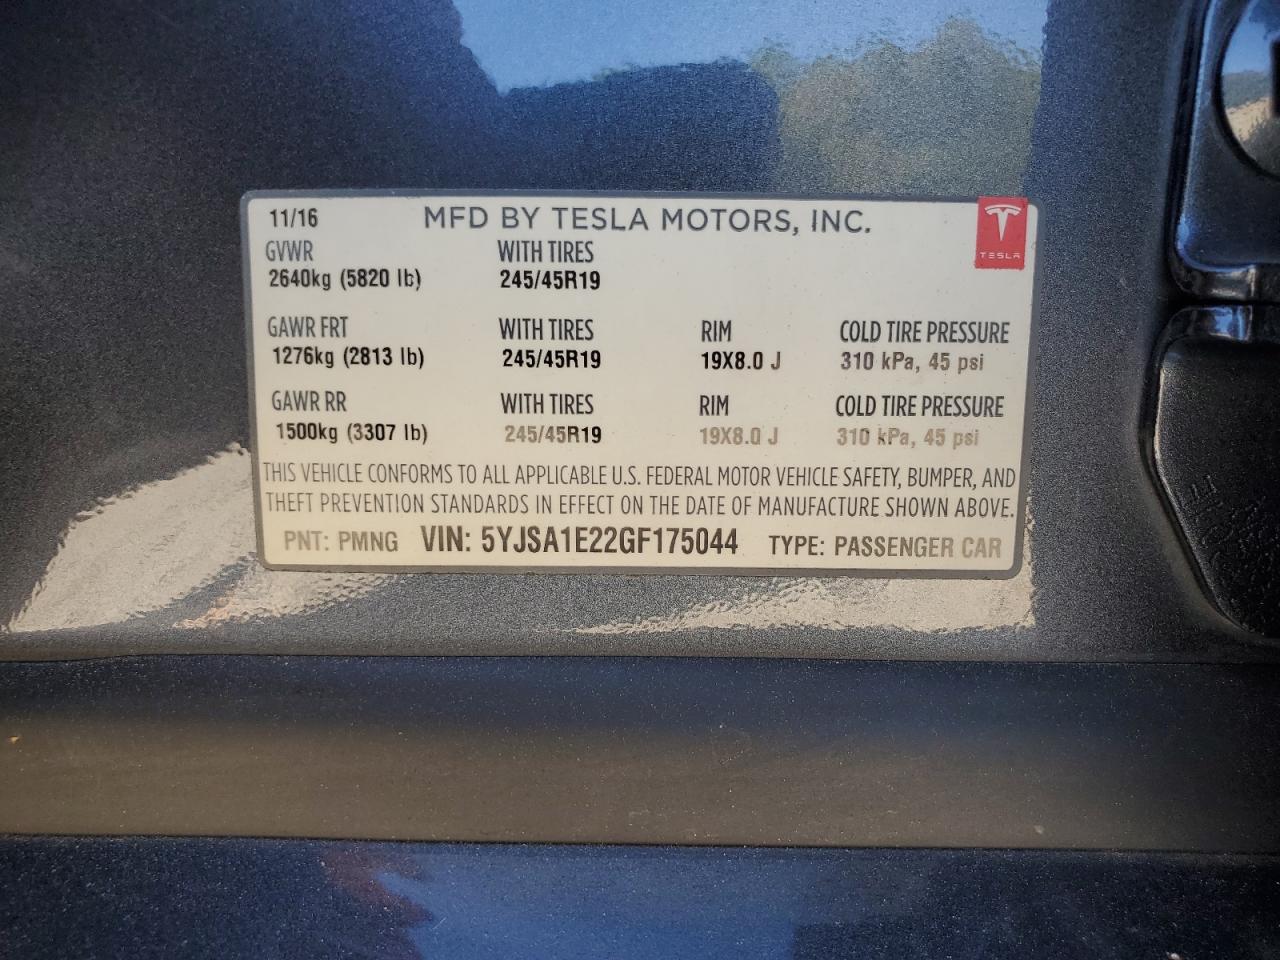 11/16 MFD BY TESLA MOTORS, INC.
TESLA
GVWR WITH TIRES
2640kg (5820 lb) 245/45R19
GAWR FRT WITH TIRES RIM COLD TIRE PRESSURE
1276kg (2813 lb) 245/45R19 19X8.0 J 310 kPa, 45 psi
GAWR RR WITH TIRES RIM COLD TIRE PRESSURE
1500kg (3307 lb) 245/45R19 19X8.0 J 310 kPa, 45 psi
THIS VEHICLE CONFORMS TO ALL APPLICABLE U.S. FEDERAL MOTOR VEHICLE SAFETY, BUMPER, AND
THEFT PREVENTION STANDARDS IN EFFECT ON THE DATE OF MANUFACTURE SHOWN ABOVE.
PNT: PMNG VIN: 5YJSA1E22GF175044 TYPE: PASSENGER CAR